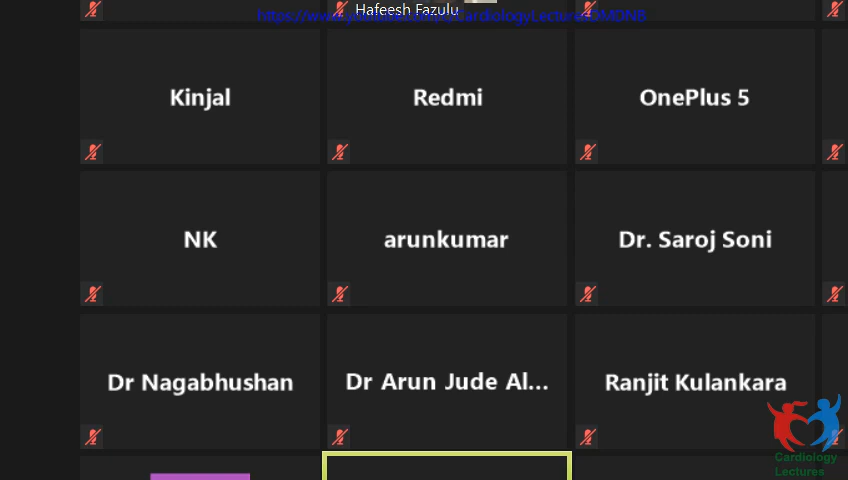 Hafeesh Fazulu
Kinjal
Redmi
OnePlus 5
NK
arunkumar
Dr. Saroj Soni
Dr Nagabhushan
Dr Arun Jude Al...
Ranjit Kulankara
Cardiology
Lectures